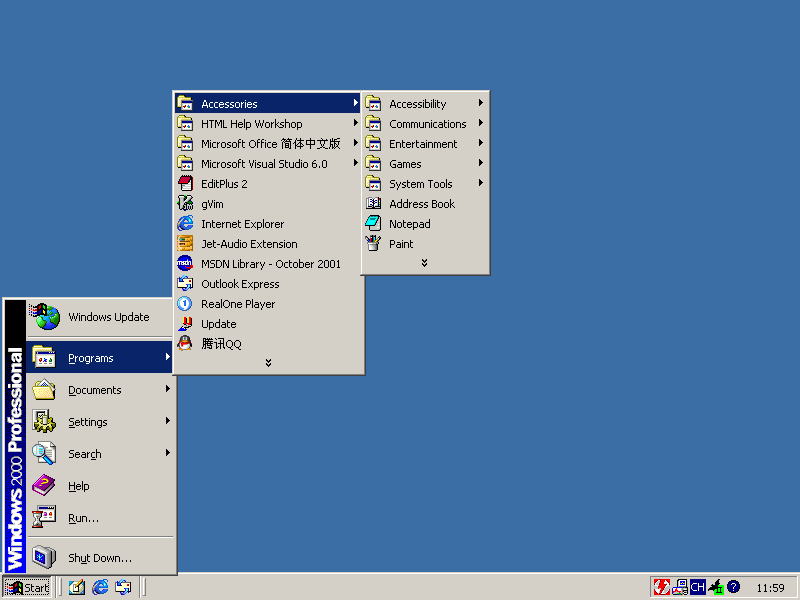 Accessories
HTML Help Workshop
Microsoft Office 简体中文版
Microsoft Visual Studio 6.0
EditPlus 2
gVim
Internet Explorer
Jet-Audio Extension
MSDN Library - October 2001
Outlook Express
RealOne Player
Update
腾讯QQ
Accessibility
Communications
Entertainment
Games
System Tools
Address Book
Notepad
Paint
Windows Update
Programs
Documents
Settings
Search
Help
Run...
Shut Down...
Windows 2000 Professional
Start
CH
11:59